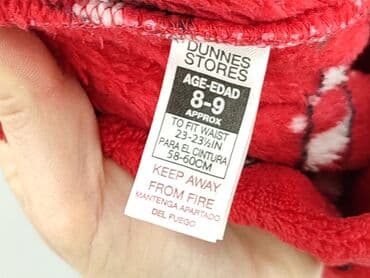 DUNNES
STORES
AGE-EDAD
8-9
APPROX
TO FIT WAIST
23-23½IN
PARA EL CINTURA
58-60CM
KEEP AWAY
FROM FIRE
MANTENGA APARTADO
DEL FUEGO